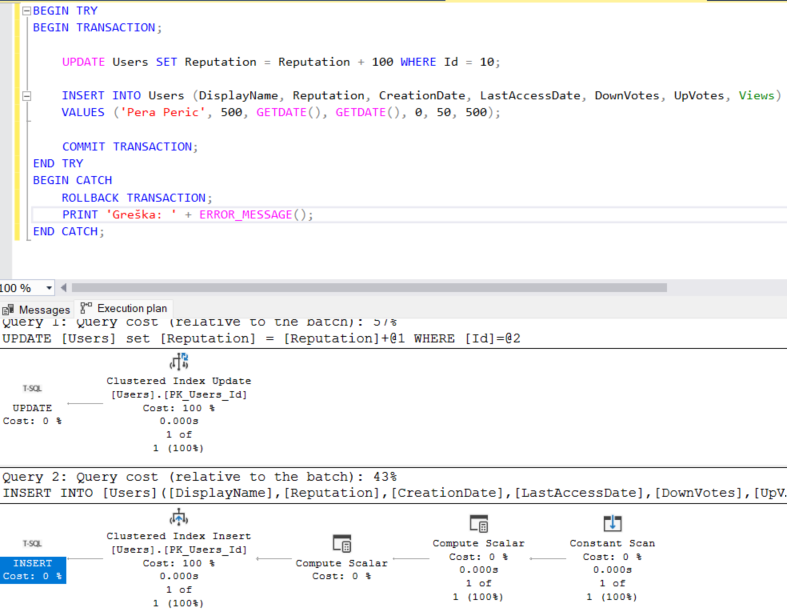 BEGIN TRY
BEGIN TRANSACTION;
UPDATE Users SET Reputation = Reputation + 100 WHERE Id = 10;
INSERT INTO Users (DisplayName, Reputation, CreationDate, LastAccessDate, DownVotes, UpVotes, Views)
VALUES ('Pera Peric', 500, GETDATE(), GETDATE(), 0, 50, 500);
COMMIT TRANSACTION;
END TRY
BEGIN CATCH
ROLLBACK TRANSACTION;
PRINT 'Greška: ' + ERROR_MESSAGE();
END CATCH;
100 %
Messages Execution plan
Query 1: Query cost (relative to the batch): 57%
UPDATE [Users] set [Reputation] = [Reputation]+@1 WHERE [Id]=@2
T-SQL
UPDATE
Cost: 0 %
Clustered Index Update
[Users].[PK_Users_Id]
Cost: 100 %
0.000s
1 of
1 (100%)
Query 2: Query cost (relative to the batch): 43%
INSERT INTO [Users]([DisplayName],[Reputation],[CreationDate],[LastAccessDate],[DownVotes],[UpV…
T-SQL
INSERT
Cost: 0 %
Clustered Index Insert
[Users].[PK_Users_Id]
Cost: 100 %
0.000s
1 of
1 (100%)
Compute Scalar
Cost: 0 %
Compute Scalar
Cost: 0 %
0.000s
1 of
1 (100%)
Constant Scan
Cost: 0 %
0.000s
1 of
1 (100%)